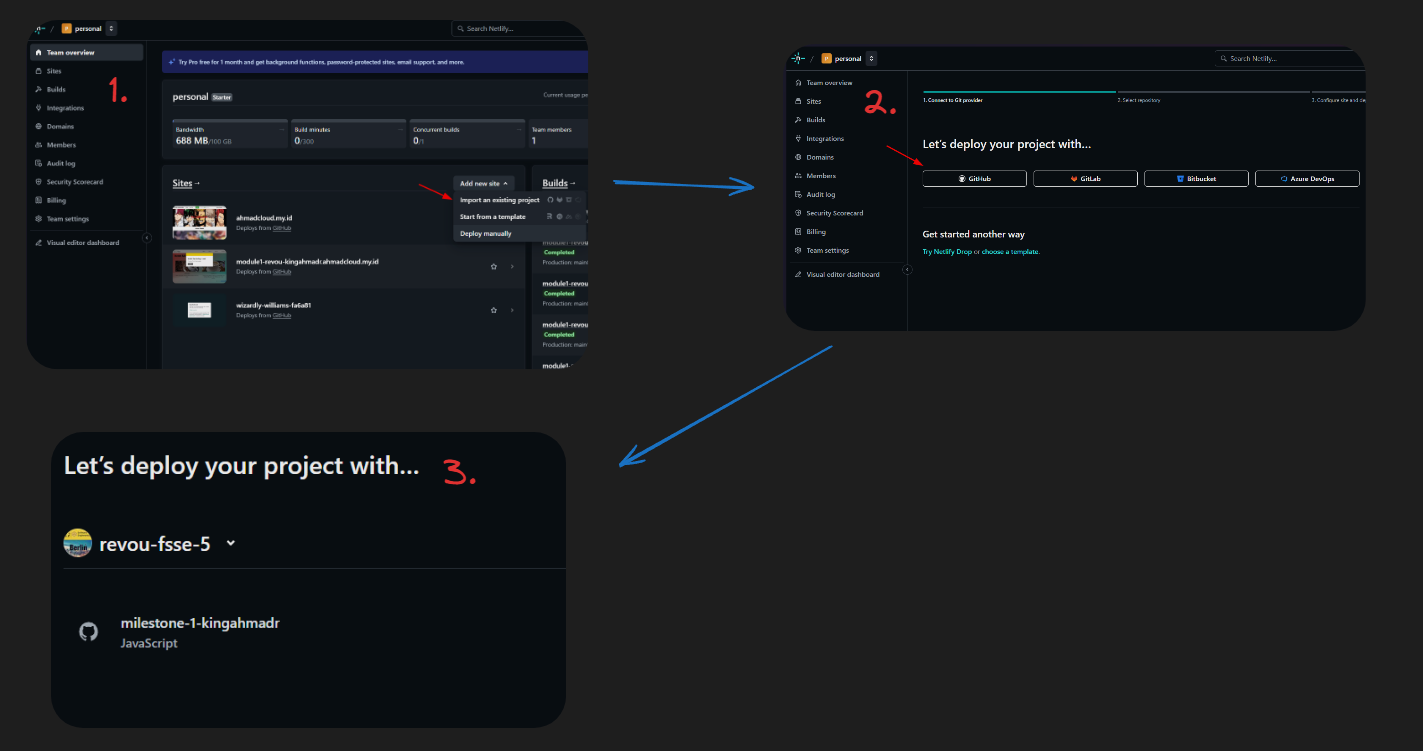 / personal
Search Netlify...
Team overview
Sites
Builds
Integrations
Domains
Members
Audit log
Security Scorecard
Billing
Team settings
Visual editor dashboard
1.
Try Pro free for 1 month and get background functions, password-protected sites, email support, and more.
personal Starter
Current usage pe
Bandwidth
688 MB/100 GB
Build minutes
0/300
Concurrent builds
0/1
Team members
1
Sites →
Add new site
Import an existing project
Start from a template
Deploy manually
ahmadcloud.my.id
Deploys from GitHub
module1-revou-kingahmadr.ahmadcloud.my.id
Deploys from GitHub
wizardly-williams-fa6a81
Deploys from GitHub
Builds →
Completed
Production: main
module1-revou
Completed
Production: main
module1-revou
Completed
Production: main
module1-
/ personal
Search Netlify...
Team overview
Sites
Builds
Integrations
Domains
Members
Audit log
Security Scorecard
Billing
Team settings
Visual editor dashboard
2.
1. Connect to Git provider
2. Select repository
3. Configure site and de
Let's deploy your project with...
GitHub
GitLab
Bitbucket
Azure DevOps
Get started another way
Try Netlify Drop or choose a template.
Let's deploy your project with...
3.
revou-fsse-5
milestone-1-kingahmadr
JavaScript